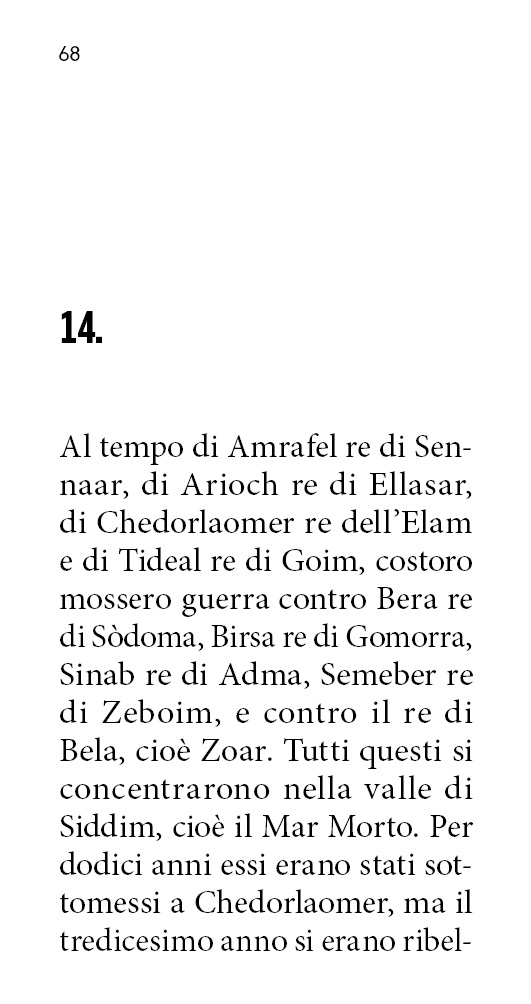 68
14.
Al tempo di Amrafel re di Sen-
naar, di Arioch re di Ellasar,
di Chedorlaomer re dell’Elam
e di Tideal re di Goim, costoro
mossero guerra contro Bera re
di Sòdoma, Birsa re di Gomorra,
Sinab re di Adma, Semeber re
di Zeboim, e contro il re di
Bela, cioè Zoar. Tutti questi si
concentrarono nella valle di
Siddim, cioè il Mar Morto. Per
dodici anni essi erano stati sot-
tomessi a Chedorlaomer, ma il
tredicesimo anno si erano ribel-